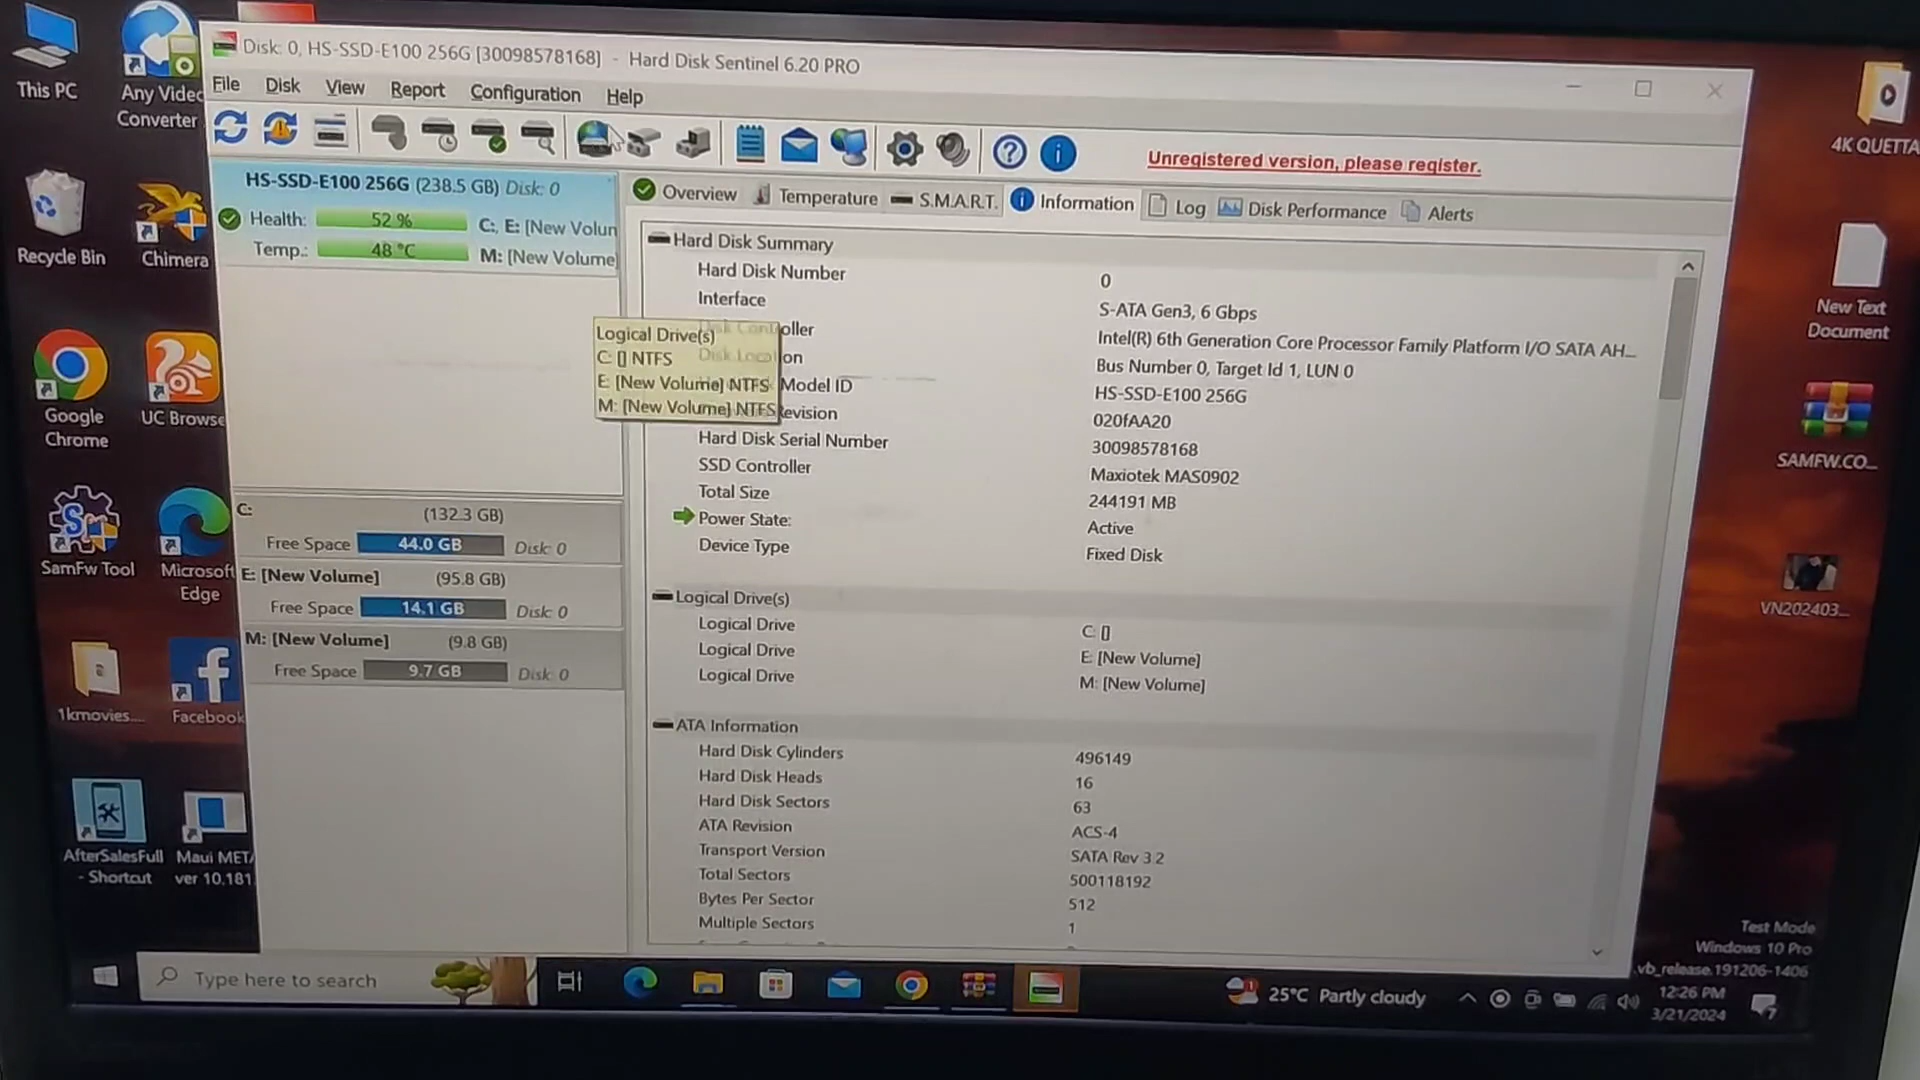 Disk: 0, HS-SSD-E100 256G [30098578168] - Hard Disk Sentinel 6.20 PRO
File Disk View Report Configuration Help
Unregistered version, please register.
HS-SSD-E100 256G (238.5 GB) Disk: 0
Health: 52 % C:, E: [New Volun
Temp.: 48 °C M: [New Volume]
Overview Temperature S.M.A.R.T. Information Log Disk Performance Alerts
Hard Disk Summary
Hard Disk Number 0
Interface S-ATA Gen3, 6 Gbps
Disk Controller Intel(R) 6th Generation Core Processor Family Platform I/O SATA AH...
Disk Location Bus Number 0, Target Id 1, LUN 0
Model ID HS-SSD-E100 256G
evision 020fAA20
Hard Disk Serial Number 30098578168
SSD Controller Maxiotek MAS0902
Total Size 244191 MB
Power State: Active
Device Type Fixed Disk
Logical Drive(s)
C: [] NTFS
E: [New Volume] NTFS
M: [New Volume] NTFS
Logical Drive(s)
Logical Drive C: []
Logical Drive E: [New Volume]
Logical Drive M: [New Volume]
ATA Information
Hard Disk Cylinders 496149
Hard Disk Heads 16
Hard Disk Sectors 63
ATA Revision ACS-4
Transport Version SATA Rev 3.2
Total Sectors 500118192
Bytes Per Sector 512
Multiple Sectors 1
C: (132.3 GB)
Free Space 44.0 GB Disk: 0
E: [New Volume] (95.8 GB)
Free Space 14.1 GB Disk: 0
M: [New Volume] (9.8 GB)
Free Space 9.7 GB Disk: 0
This PC
Any Video
Converter
Recycle Bin
Chimera
Google
Chrome
UC Browse
SamFw Tool
Microsoft
Edge
1kmovies....
Facebook
AfterSalesFull
- Shortcut
Maui META
ver 10.181
4K QUETTA
New Text
Document
SAMFW.CO...
VN202403...
Test Mode
Windows 10 Pro
vb_release.191206-1406
Type here to search
25°C Partly cloudy
12:26 PM
3/21/2024
7